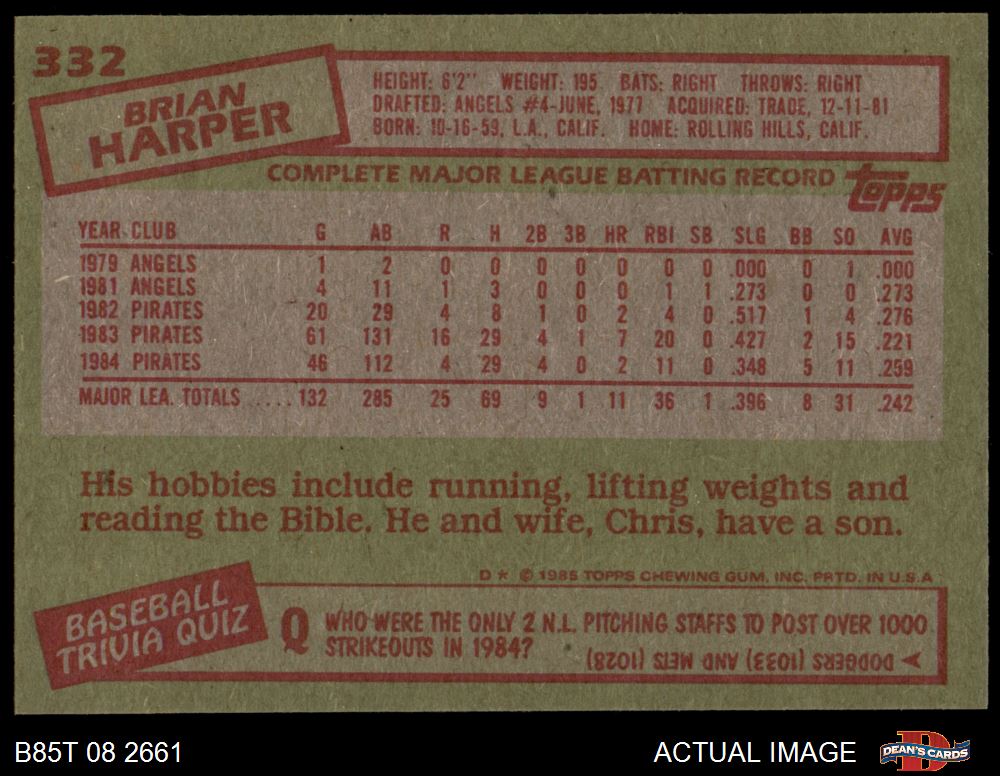 332
BRIAN
HARPER
HEIGHT: 6'2" WEIGHT: 195 BATS: RIGHT THROWS: RIGHT
DRAFTED: ANGELS #4-JUNE, 1977 ACQUIRED: TRADE, 12-11-81
BORN: 10-16-59, L.A., CALIF. HOME: ROLLING HILLS, CALIF.
COMPLETE MAJOR LEAGUE BATTING RECORD topps
YEAR CLUB G AB R H 2B 3B HR RBI SB SLG BB SO AVG
1979 ANGELS 1 2 0 0 0 0 0 0 0 .000 0 1 .000
1981 ANGELS 4 11 1 3 0 0 0 1 1 .273 0 0 .273
1982 PIRATES 20 29 4 8 1 0 2 4 0 .517 1 4 .276
1983 PIRATES 61 131 16 29 4 1 7 20 0 .427 2 15 .221
1984 PIRATES 46 112 4 29 4 0 2 11 0 .348 5 11 .259
MAJOR LEA. TOTALS ..... 132 285 25 69 9 1 11 36 1 .396 8 31 .242
His hobbies include running, lifting weights and
reading the Bible. He and wife, Chris, have a son.
D* © 1985 TOPPS CHEWING GUM, INC. PRTD. IN U.S.A.
BASEBALL
TRIVIA QUIZ
Q WHO WERE THE ONLY 2 N.L. PITCHING STAFFS TO POST OVER 1000
STRIKEOUTS IN 1984?
DODGERS (1033) AND METS (1028)
B85T 08 2661
ACTUAL IMAGE
D
DEAN'S CARDS